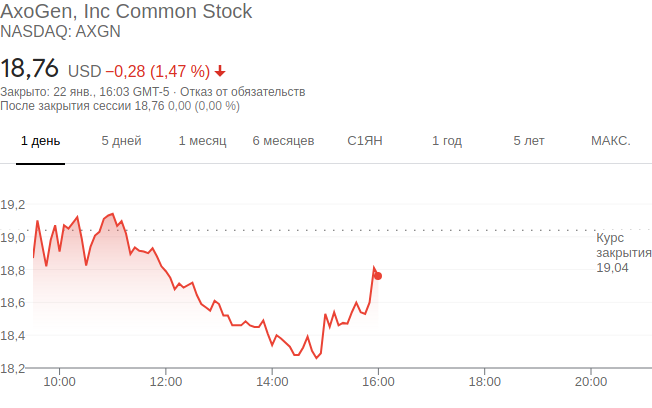 AxoGen, Inc Common Stock
NASDAQ: AXGN
18,76 USD −0,28 (1,47 %)
Закрыто: 22 янв., 16:03 GMT-5 · Отказ от обязательств
После закрытия сессии 18,76 0,00 (0,00 %)
1 день 5 дней 1 месяц 6 месяцев С1ЯН 1 год 5 лет МАКС.
19,2
19,0
Курс
закрытия
19,04
18,8
18,6
18,4
18,2
10:00 12:00 14:00 16:00 18:00 20:00